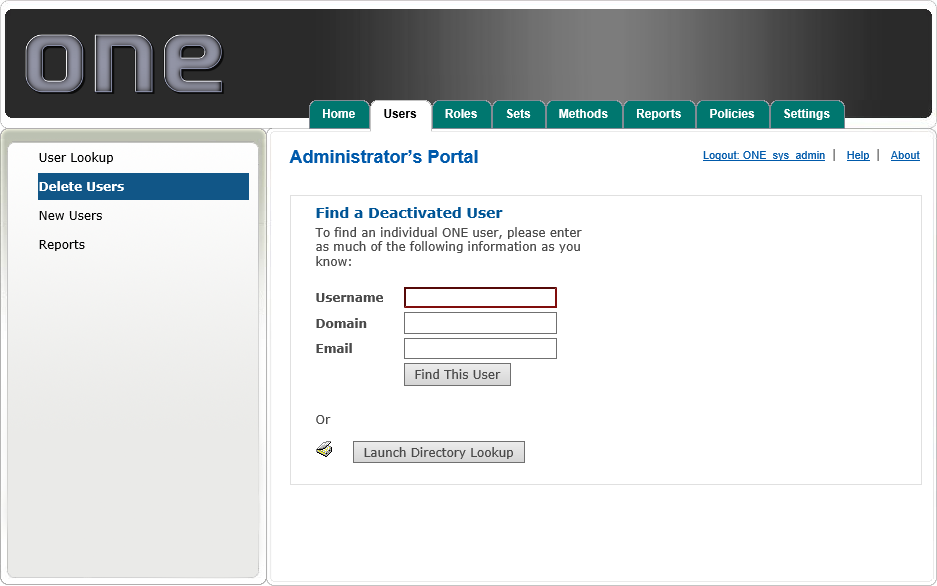 one
Home Users Roles Sets Methods Reports Policies Settings
User Lookup
Delete Users
New Users
Reports
Administrator's Portal
Logout: ONE_sys_admin | Help | About
Find a Deactivated User
To find an individual ONE user, please enter
as much of the following information as you
know:
Username
Domain
Email
Find This User
Or
Launch Directory Lookup